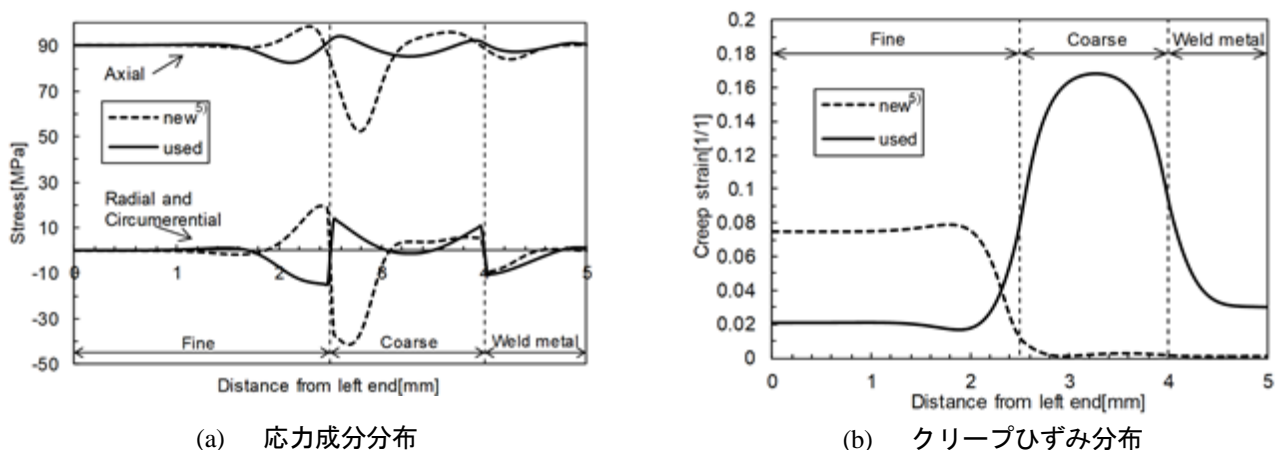 90
70
50
30
10
-10
-30
-50
Stress[MPa]
Axial
new5)
used
Radial and
Circumerential
0 1 2 3 4 5
Fine Coarse Weld metal
Distance from left end[mm]
(a) 応力成分分布
0.2
0.18
0.16
0.14
0.12
0.1
0.08
0.06
0.04
0.02
0
Creep strain[1/1]
Fine Coarse Weld metal
new5)
used
0 1 2 3 4 5
Distance from left end[mm]
(b) クリープひずみ分布